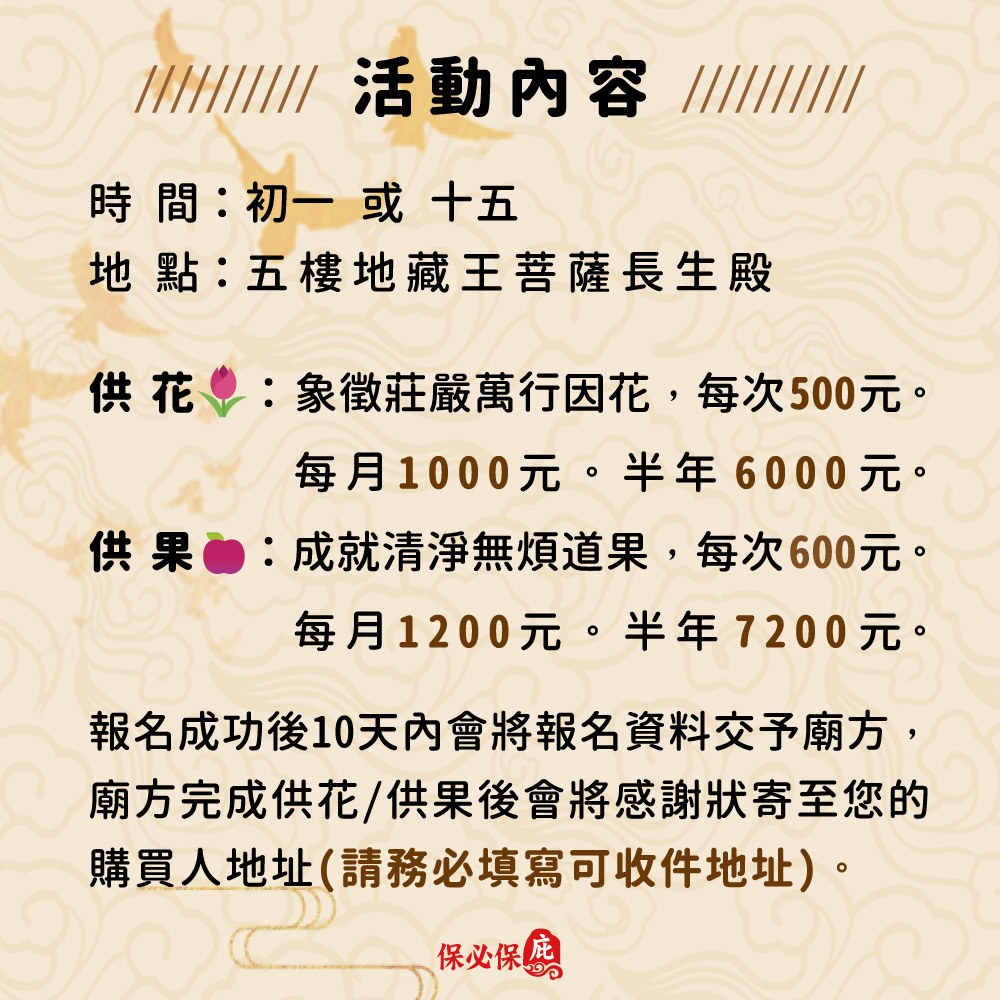 活動內容
時 間：初一 或 十五
地 點：五樓地藏王菩薩長生殿
供 花：象徵莊嚴萬行因花，每次500元。
每月1000元。半年6000元。
供 果：成就清淨無煩道果，每次600元。
每月1200元。半年7200元。
報名成功後10天內會將報名資料交予廟方，
廟方完成供花/供果後會將感謝狀寄至您的
購買人地址(請務必填寫可收件地址)。
保必保庇